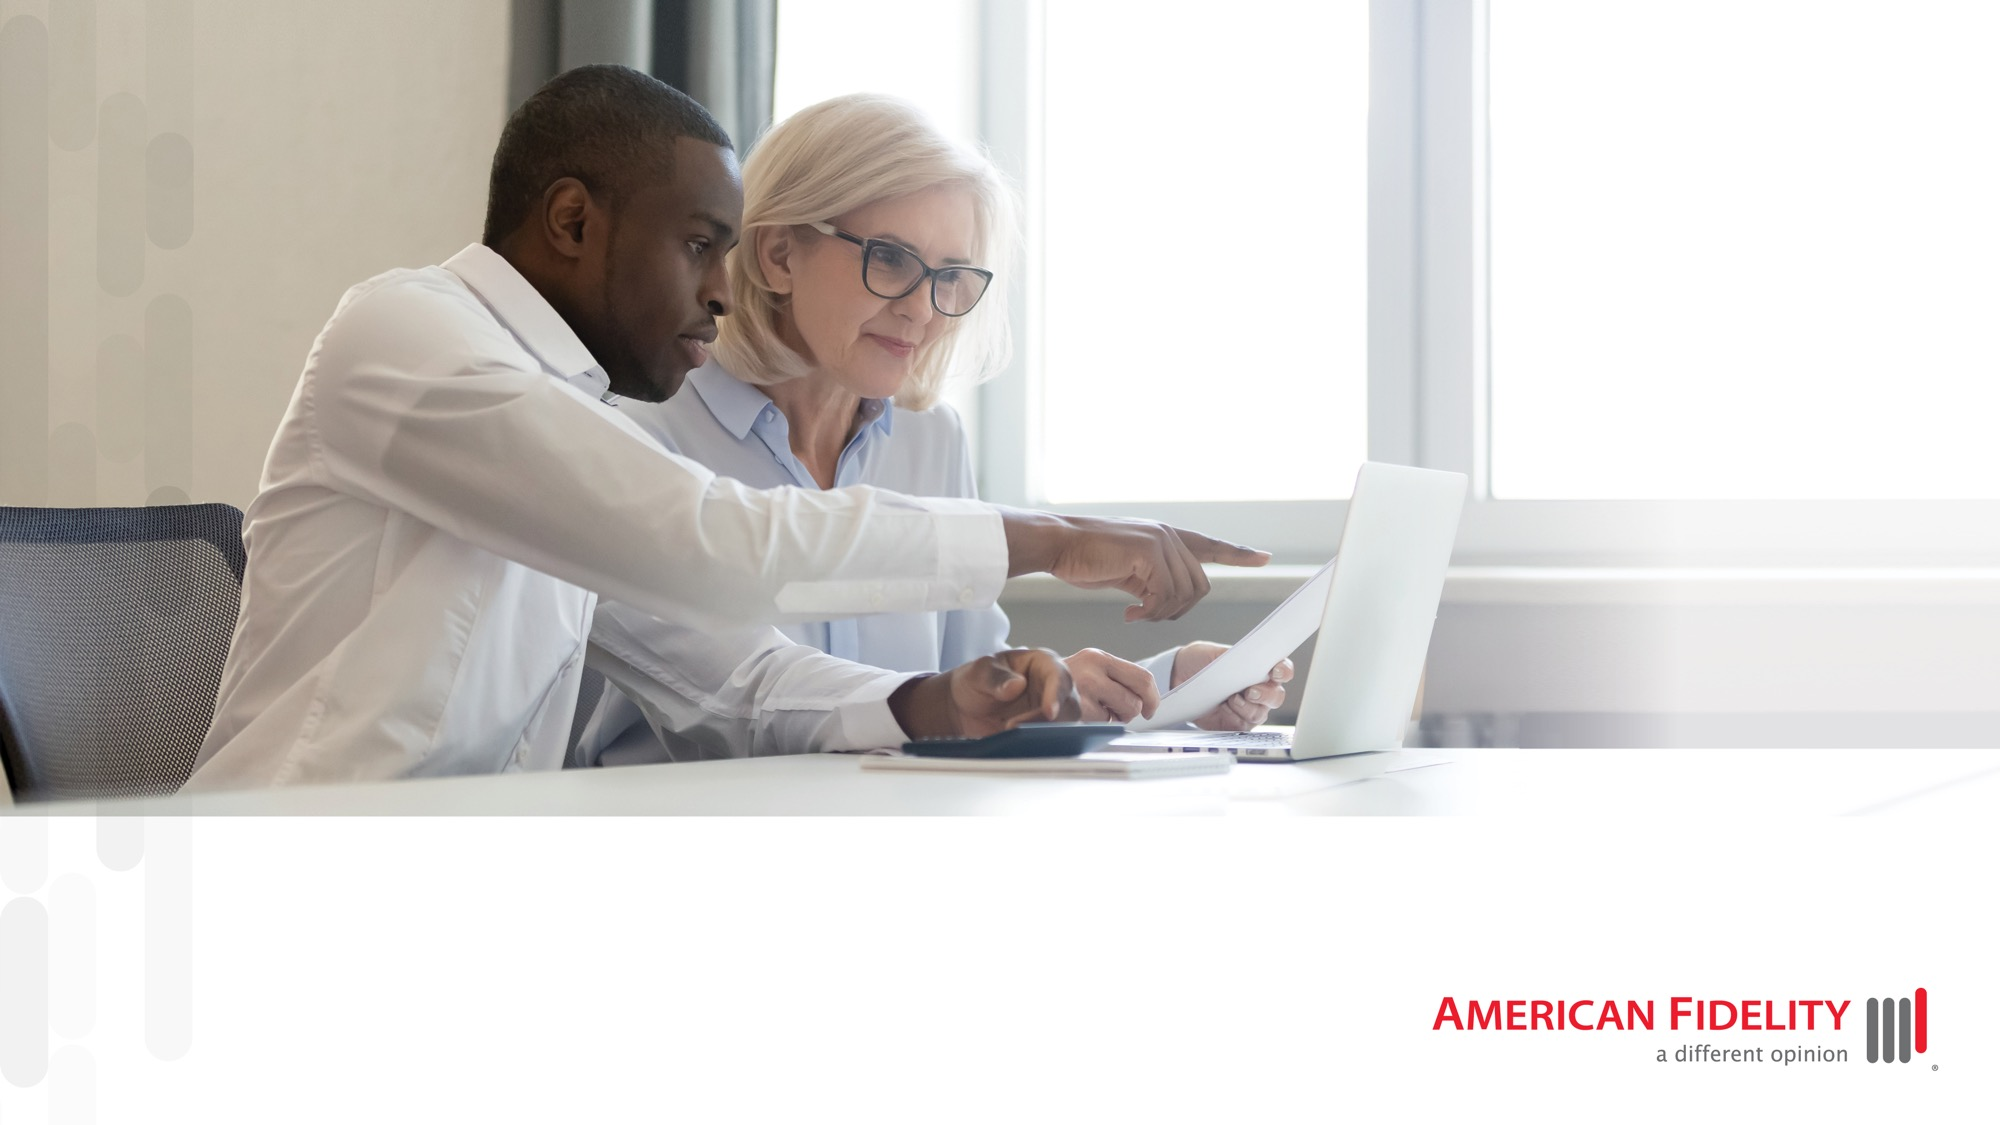 AMERICAN FIDELITY
a different opinion
®